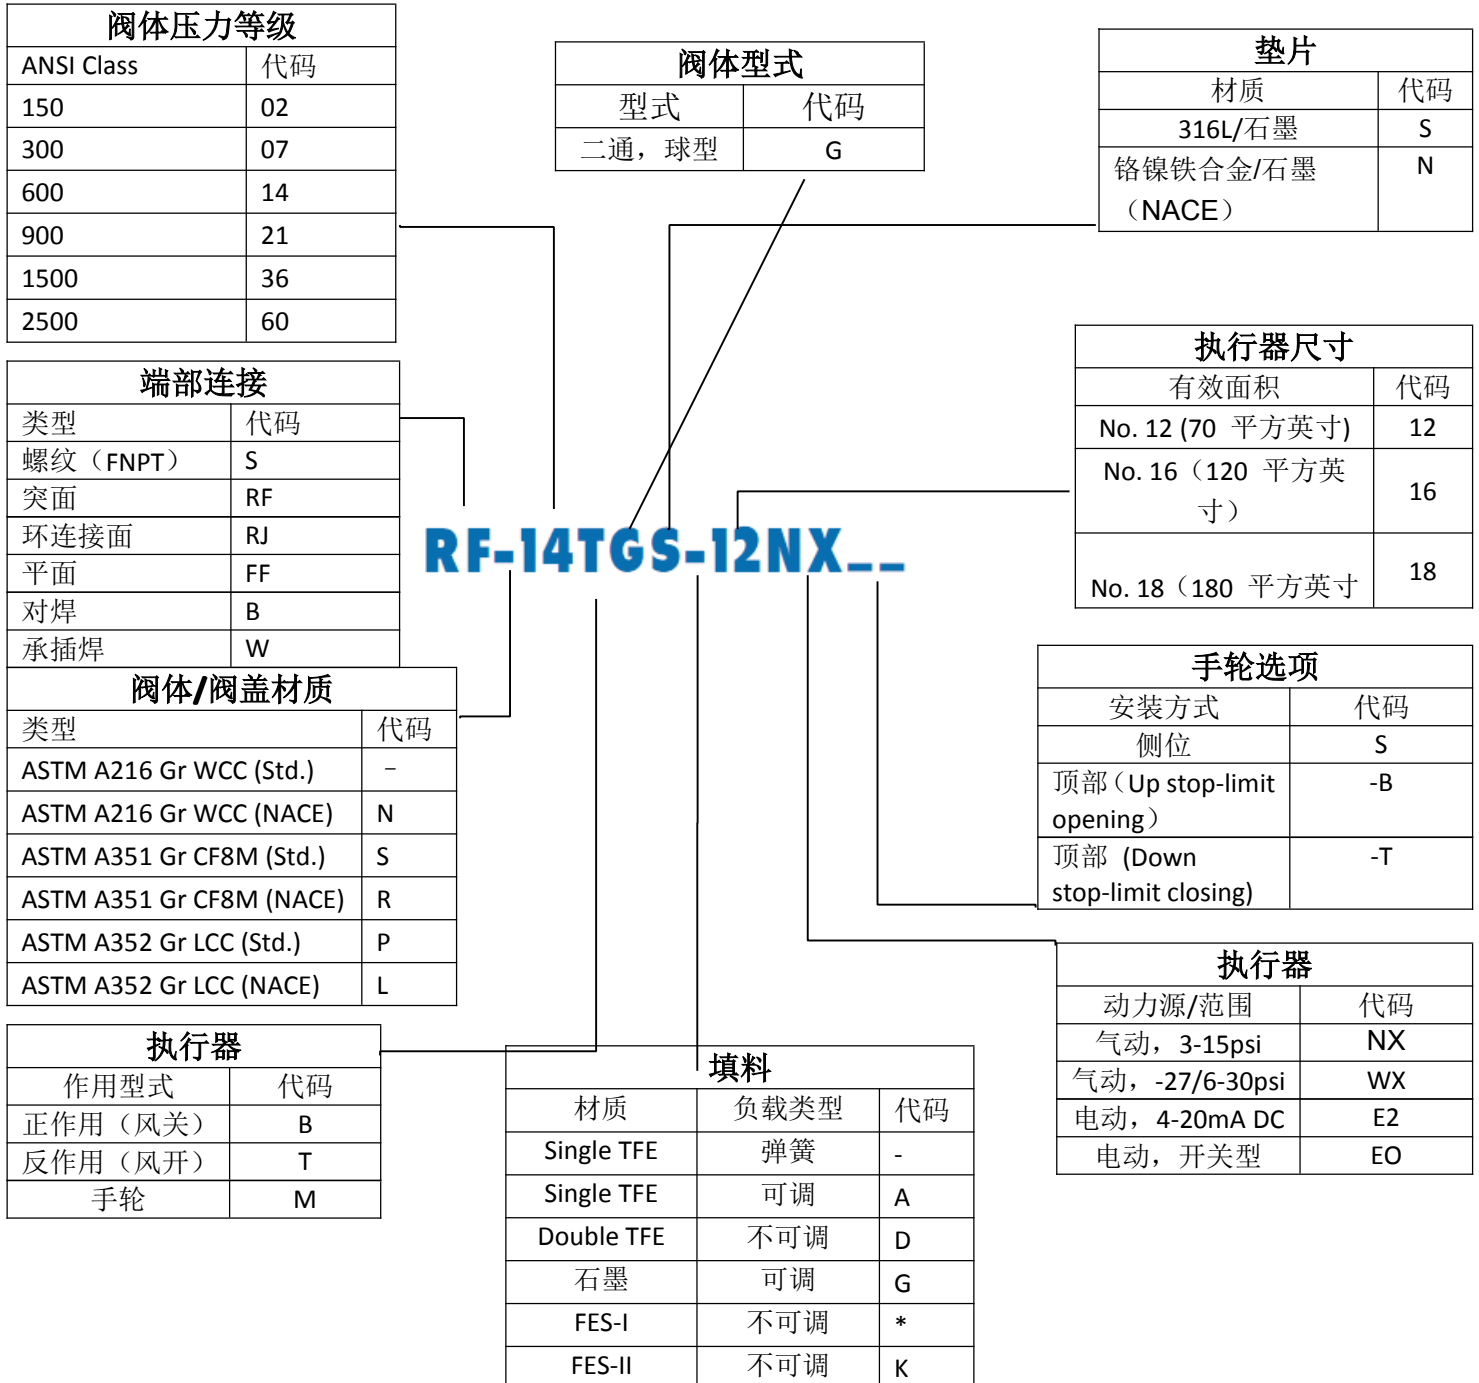 阀体压力等级
ANSI Class 代码
150 02
300 07
600 14
900 21
1500 36
2500 60
阀体型式
型式 代码
二通，球型 G
垫片
材质 代码
316L/石墨 S
铬镍铁合金/石墨 N
（NACE）
端部连接
类型 代码
螺纹（FNPT） S
突面 RF
环连接面 RJ
平面 FF
对焊 B
承插焊 W
执行器尺寸
有效面积 代码
No. 12 (70 平方英寸) 12
No. 16（120 平方英
寸） 16
No. 18（180 平方英寸 18
RF-14TGS-12NX__
阀体/阀盖材质
类型 代码
ASTM A216 Gr WCC (Std.) –
ASTM A216 Gr WCC (NACE) N
ASTM A351 Gr CF8M (Std.) S
ASTM A351 Gr CF8M (NACE) R
ASTM A352 Gr LCC (Std.) P
ASTM A352 Gr LCC (NACE) L
手轮选项
安装方式 代码
侧位 S
顶部（Up stop-limit -B
opening）
顶部 (Down -T
stop-limit closing)
执行器
作用型式 代码
正作用（风关） B
反作用（风开） T
手轮 M
填料
材质 负载类型 代码
Single TFE 弹簧 -
Single TFE 可调 A
Double TFE 不可调 D
石墨 可调 G
FES-I 不可调 *
FES-II 不可调 K
执行器
动力源/范围 代码
气动，3-15psi NX
气动，-27/6-30psi WX
电动，4-20mA DC E2
电动，开关型 EO